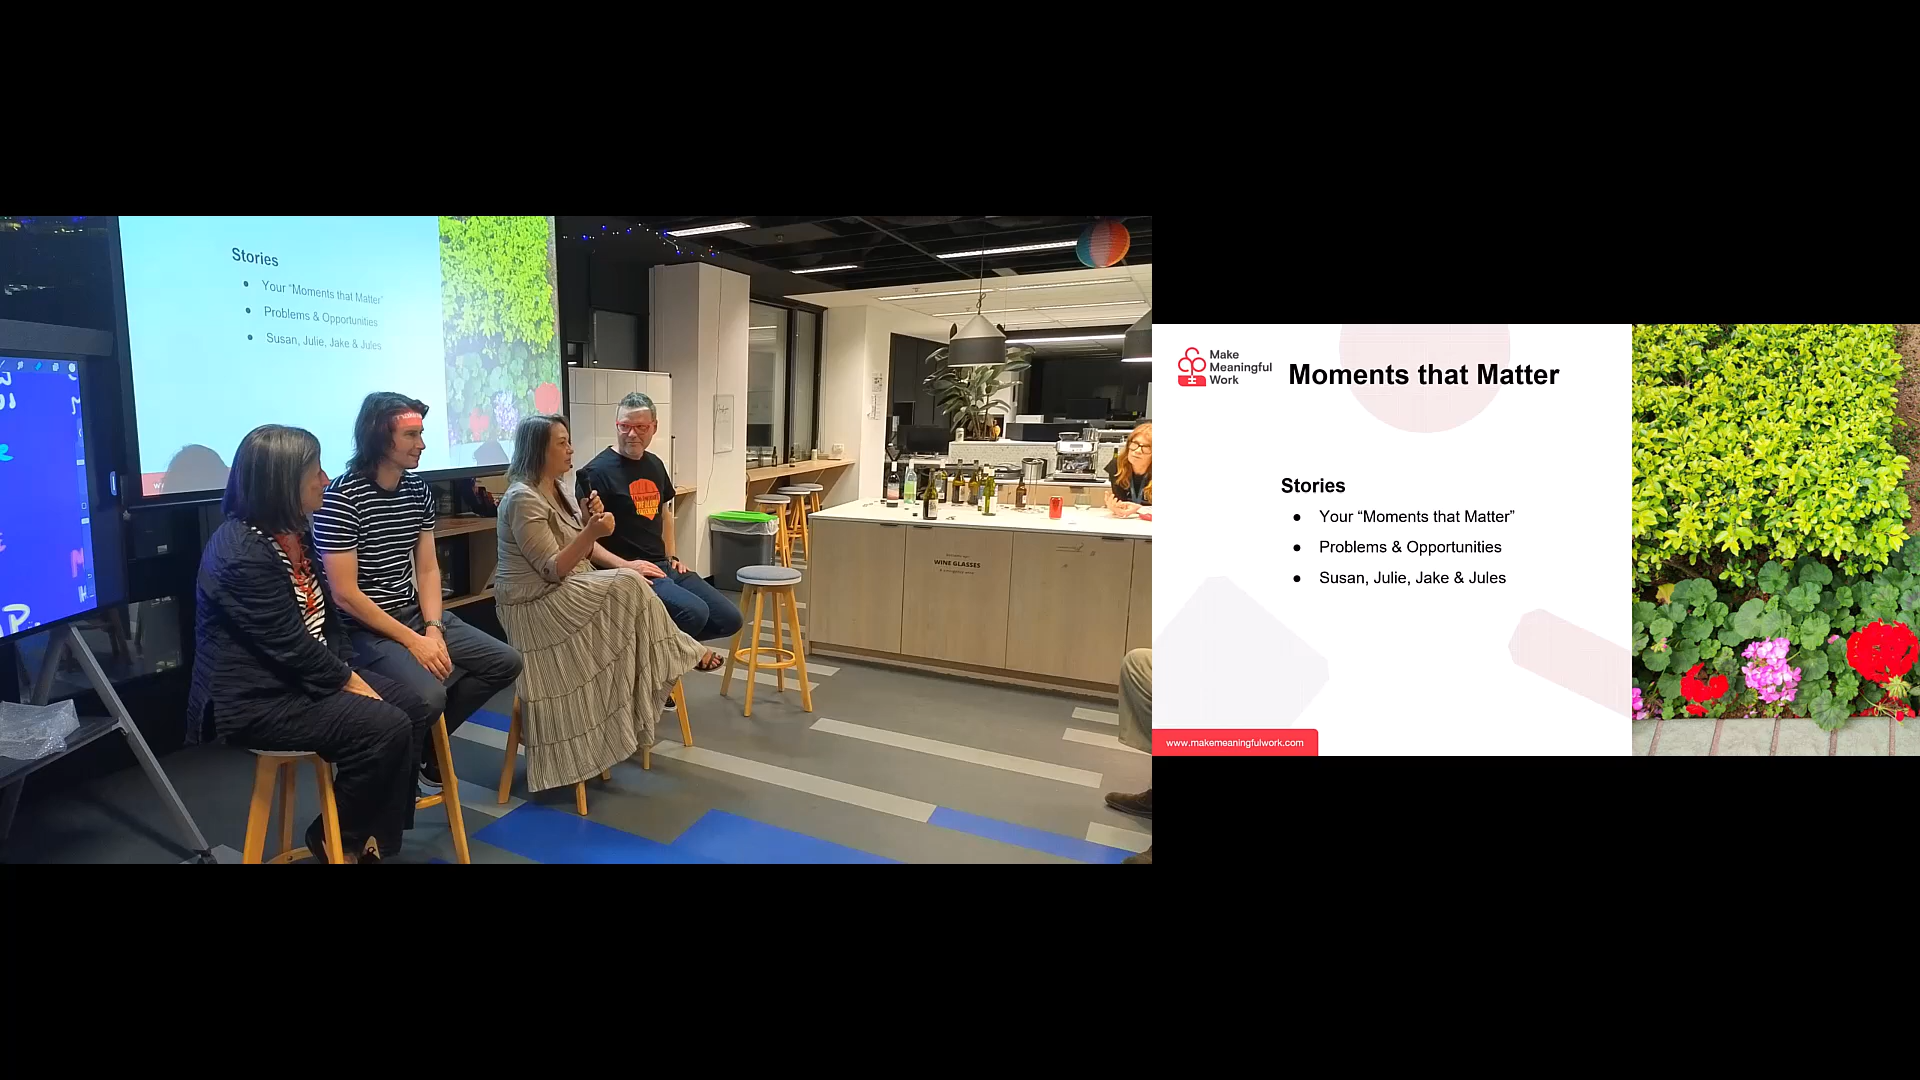 Stories
● Your "Moments that Matter"
● Problems & Opportunities
● Susan, Julie, Jake & Jules
WINE GLASSES
Make
Meaningful
Work
Moments that Matter
Stories
● Your “Moments that Matter”
● Problems & Opportunities
● Susan, Julie, Jake & Jules
www.makemeaningfulwork.com